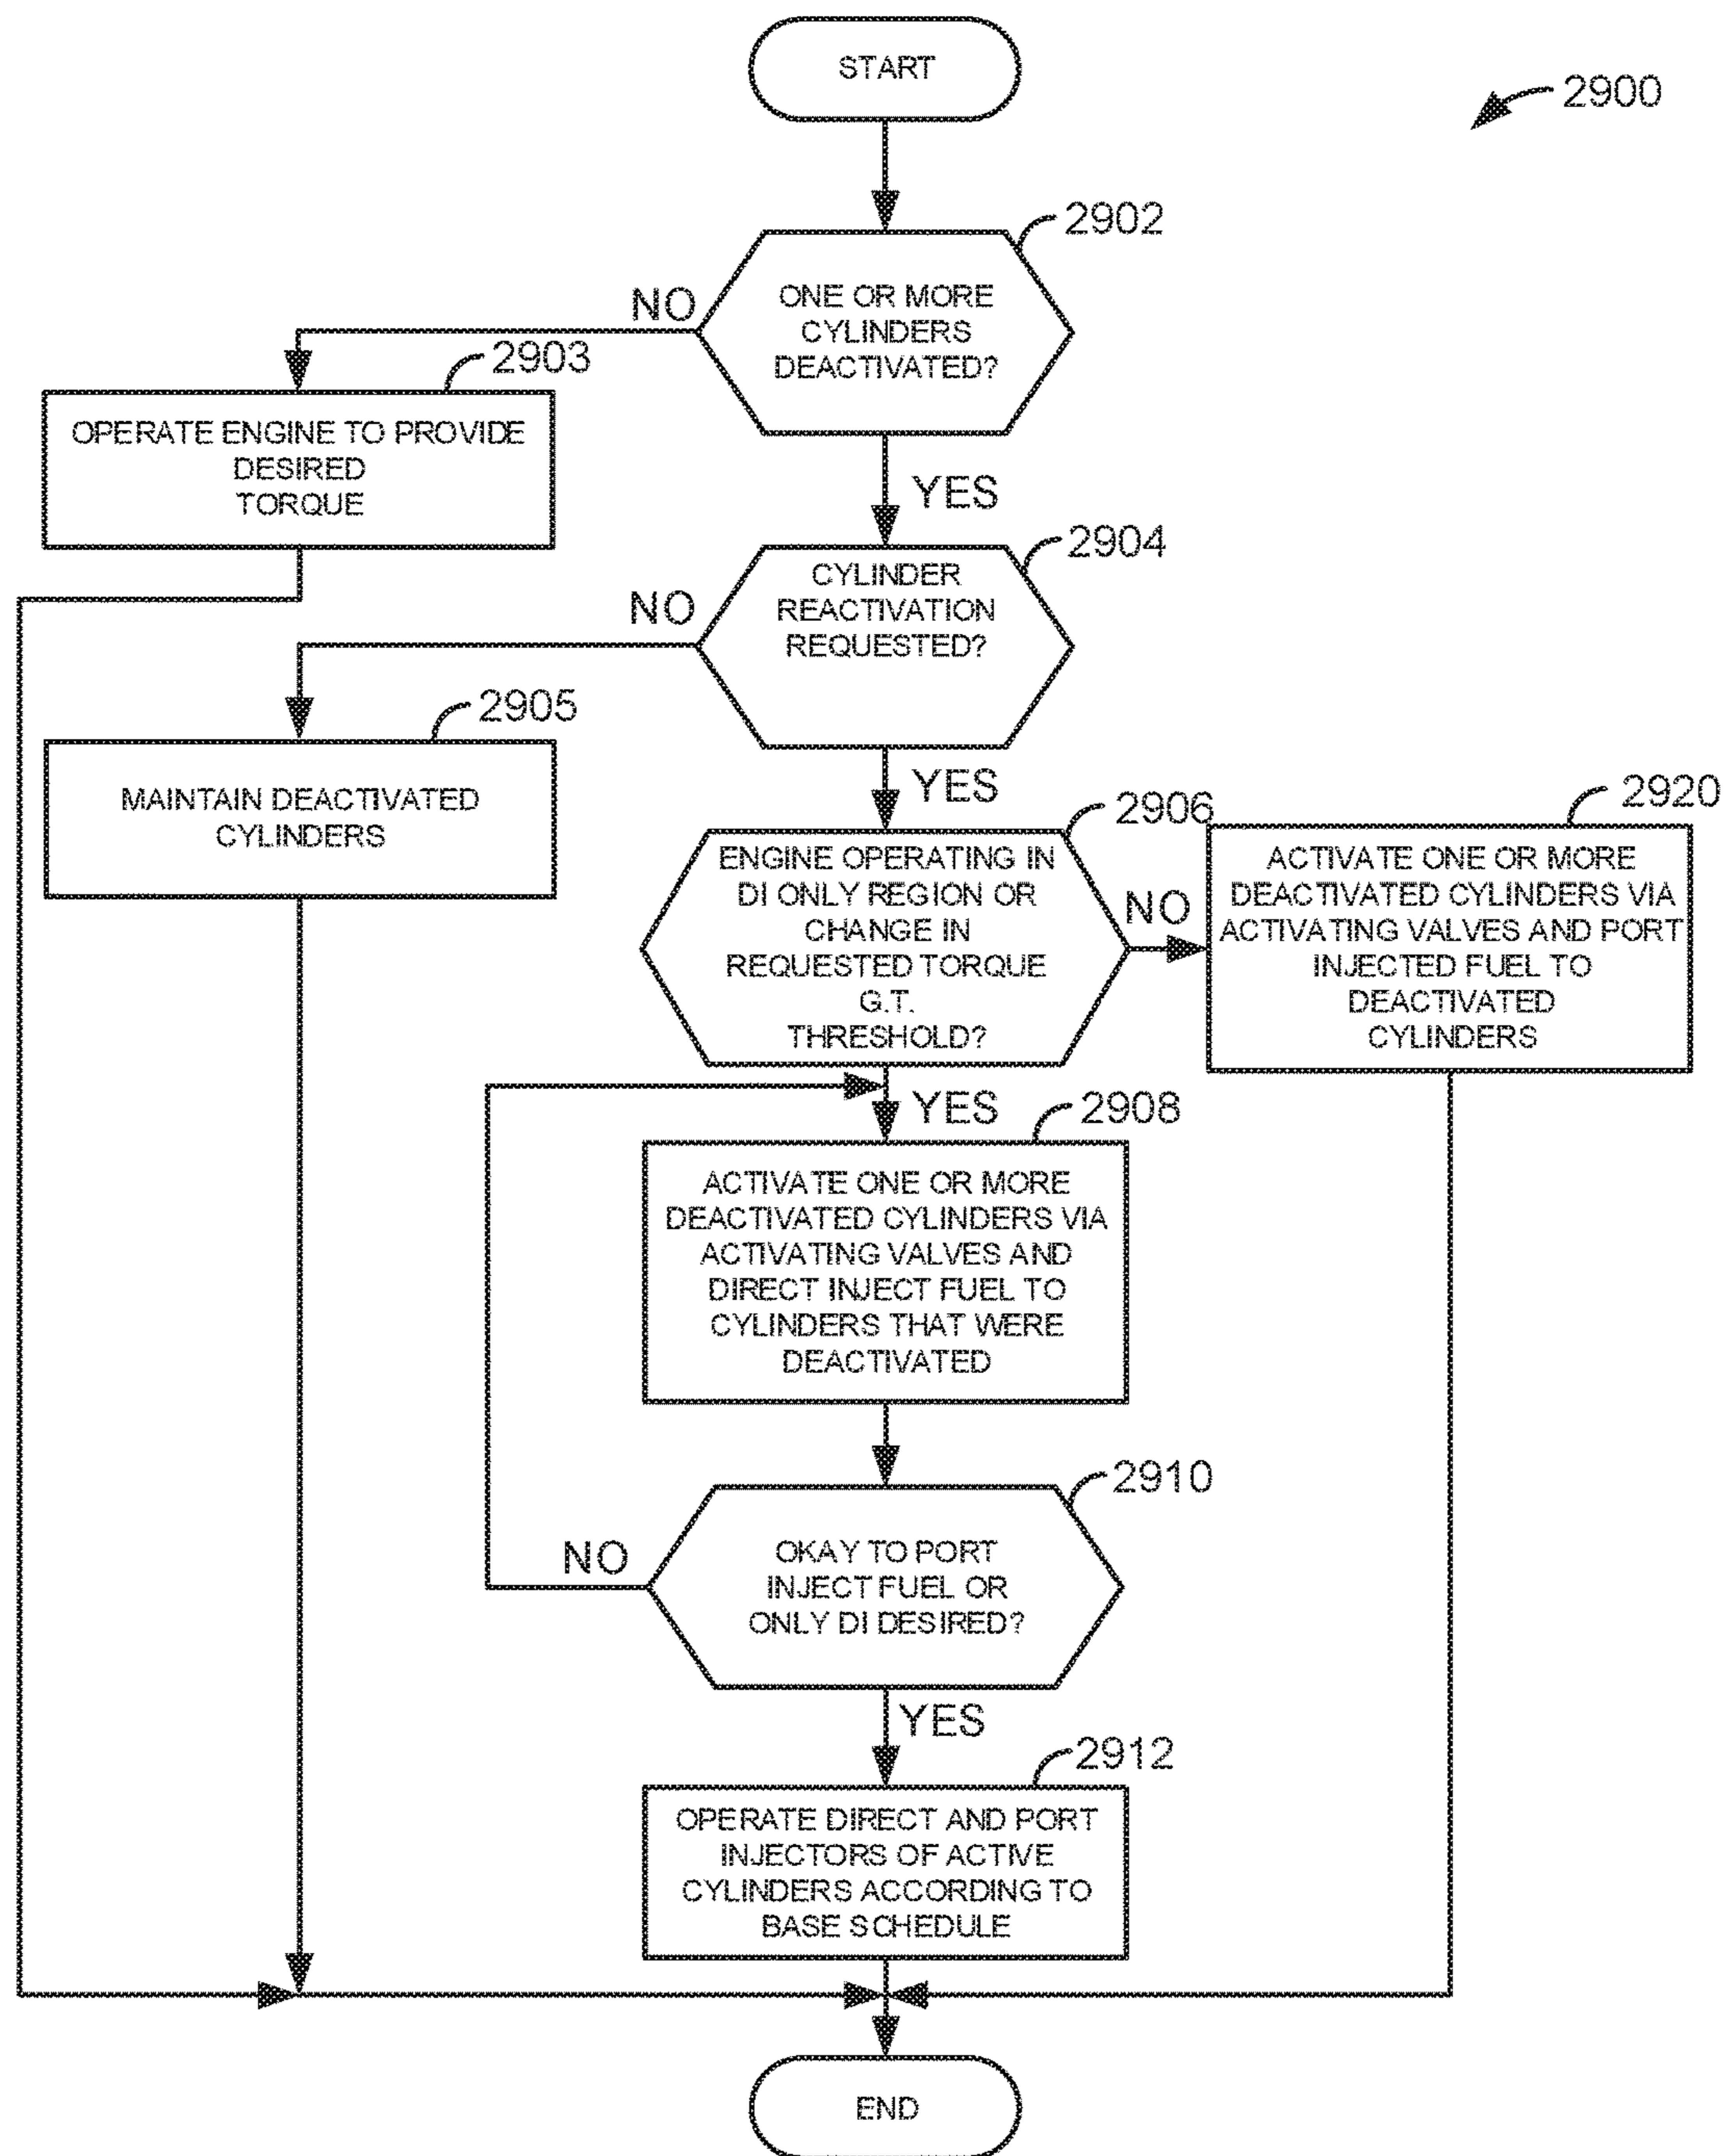 START
2900
2902
ONE OR MORE
CYLINDERS
DEACTIVATED?
NO
2903
OPERATE ENGINE TO PROVIDE
DESIRED
TORQUE
YES
2904
CYLINDER
REACTIVATION
REQUESTED?
NO
2905
MAINTAIN DEACTIVATED
CYLINDERS
YES
2906
ENGINE OPERATING IN
DI ONLY REGION OR
CHANGE IN
REQUESTED TORQUE
G.T.
THRESHOLD?
NO
2920
ACTIVATE ONE OR MORE
DEACTIVATED CYLINDERS VIA
ACTIVATING VALVES AND PORT
INJECTED FUEL TO
DEACTIVATED
CYLINDERS
YES
2908
ACTIVATE ONE OR MORE
DEACTIVATED CYLINDERS VIA
ACTIVATING VALVES AND
DIRECT INJECT FUEL TO
CYLINDERS THAT WERE
DEACTIVATED
2910
OKAY TO PORT
INJECT FUEL OR
ONLY DI DESIRED?
NO
YES
2912
OPERATE DIRECT AND PORT
INJECTORS OF ACTIVE
CYLINDERS ACCORDING TO
BASE SCHEDULE
END